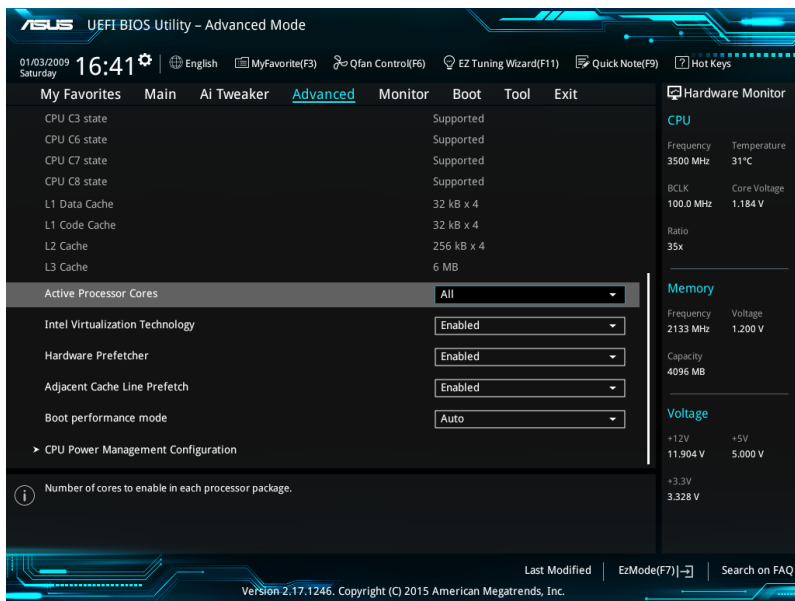 ASUS UEFI BIOS Utility – Advanced Mode
01/03/2009
Saturday
16:41
English
MyFavorite(F3)
Qfan Control(F6)
EZ Tuning Wizard(F11)
Quick Note(F9)
? Hot Keys
My Favorites Main Ai Tweaker Advanced Monitor Boot Tool Exit
CPU C3 state Supported
CPU C6 state Supported
CPU C7 state Supported
CPU C8 state Supported
L1 Data Cache 32 kB x 4
L1 Code Cache 32 kB x 4
L2 Cache 256 kB x 4
L3 Cache 6 MB
Active Processor Cores All
Intel Virtualization Technology Enabled
Hardware Prefetcher Enabled
Adjacent Cache Line Prefetch Enabled
Boot performance mode Auto
CPU Power Management Configuration
i Number of cores to enable in each processor package.
Hardware Monitor
CPU
Frequency Temperature
3500 MHz 31°C
BCLK Core Voltage
100.0 MHz 1.184 V
Ratio
35x
Memory
Frequency Voltage
2133 MHz 1.200 V
Capacity
4096 MB
Voltage
+12V +5V
11.904 V 5.000 V
+3.3V
3.328 V
Last Modified
EzMode(F7)
Search on FAQ
Version 2.17.1246. Copyright (C) 2015 American Megatrends, Inc.